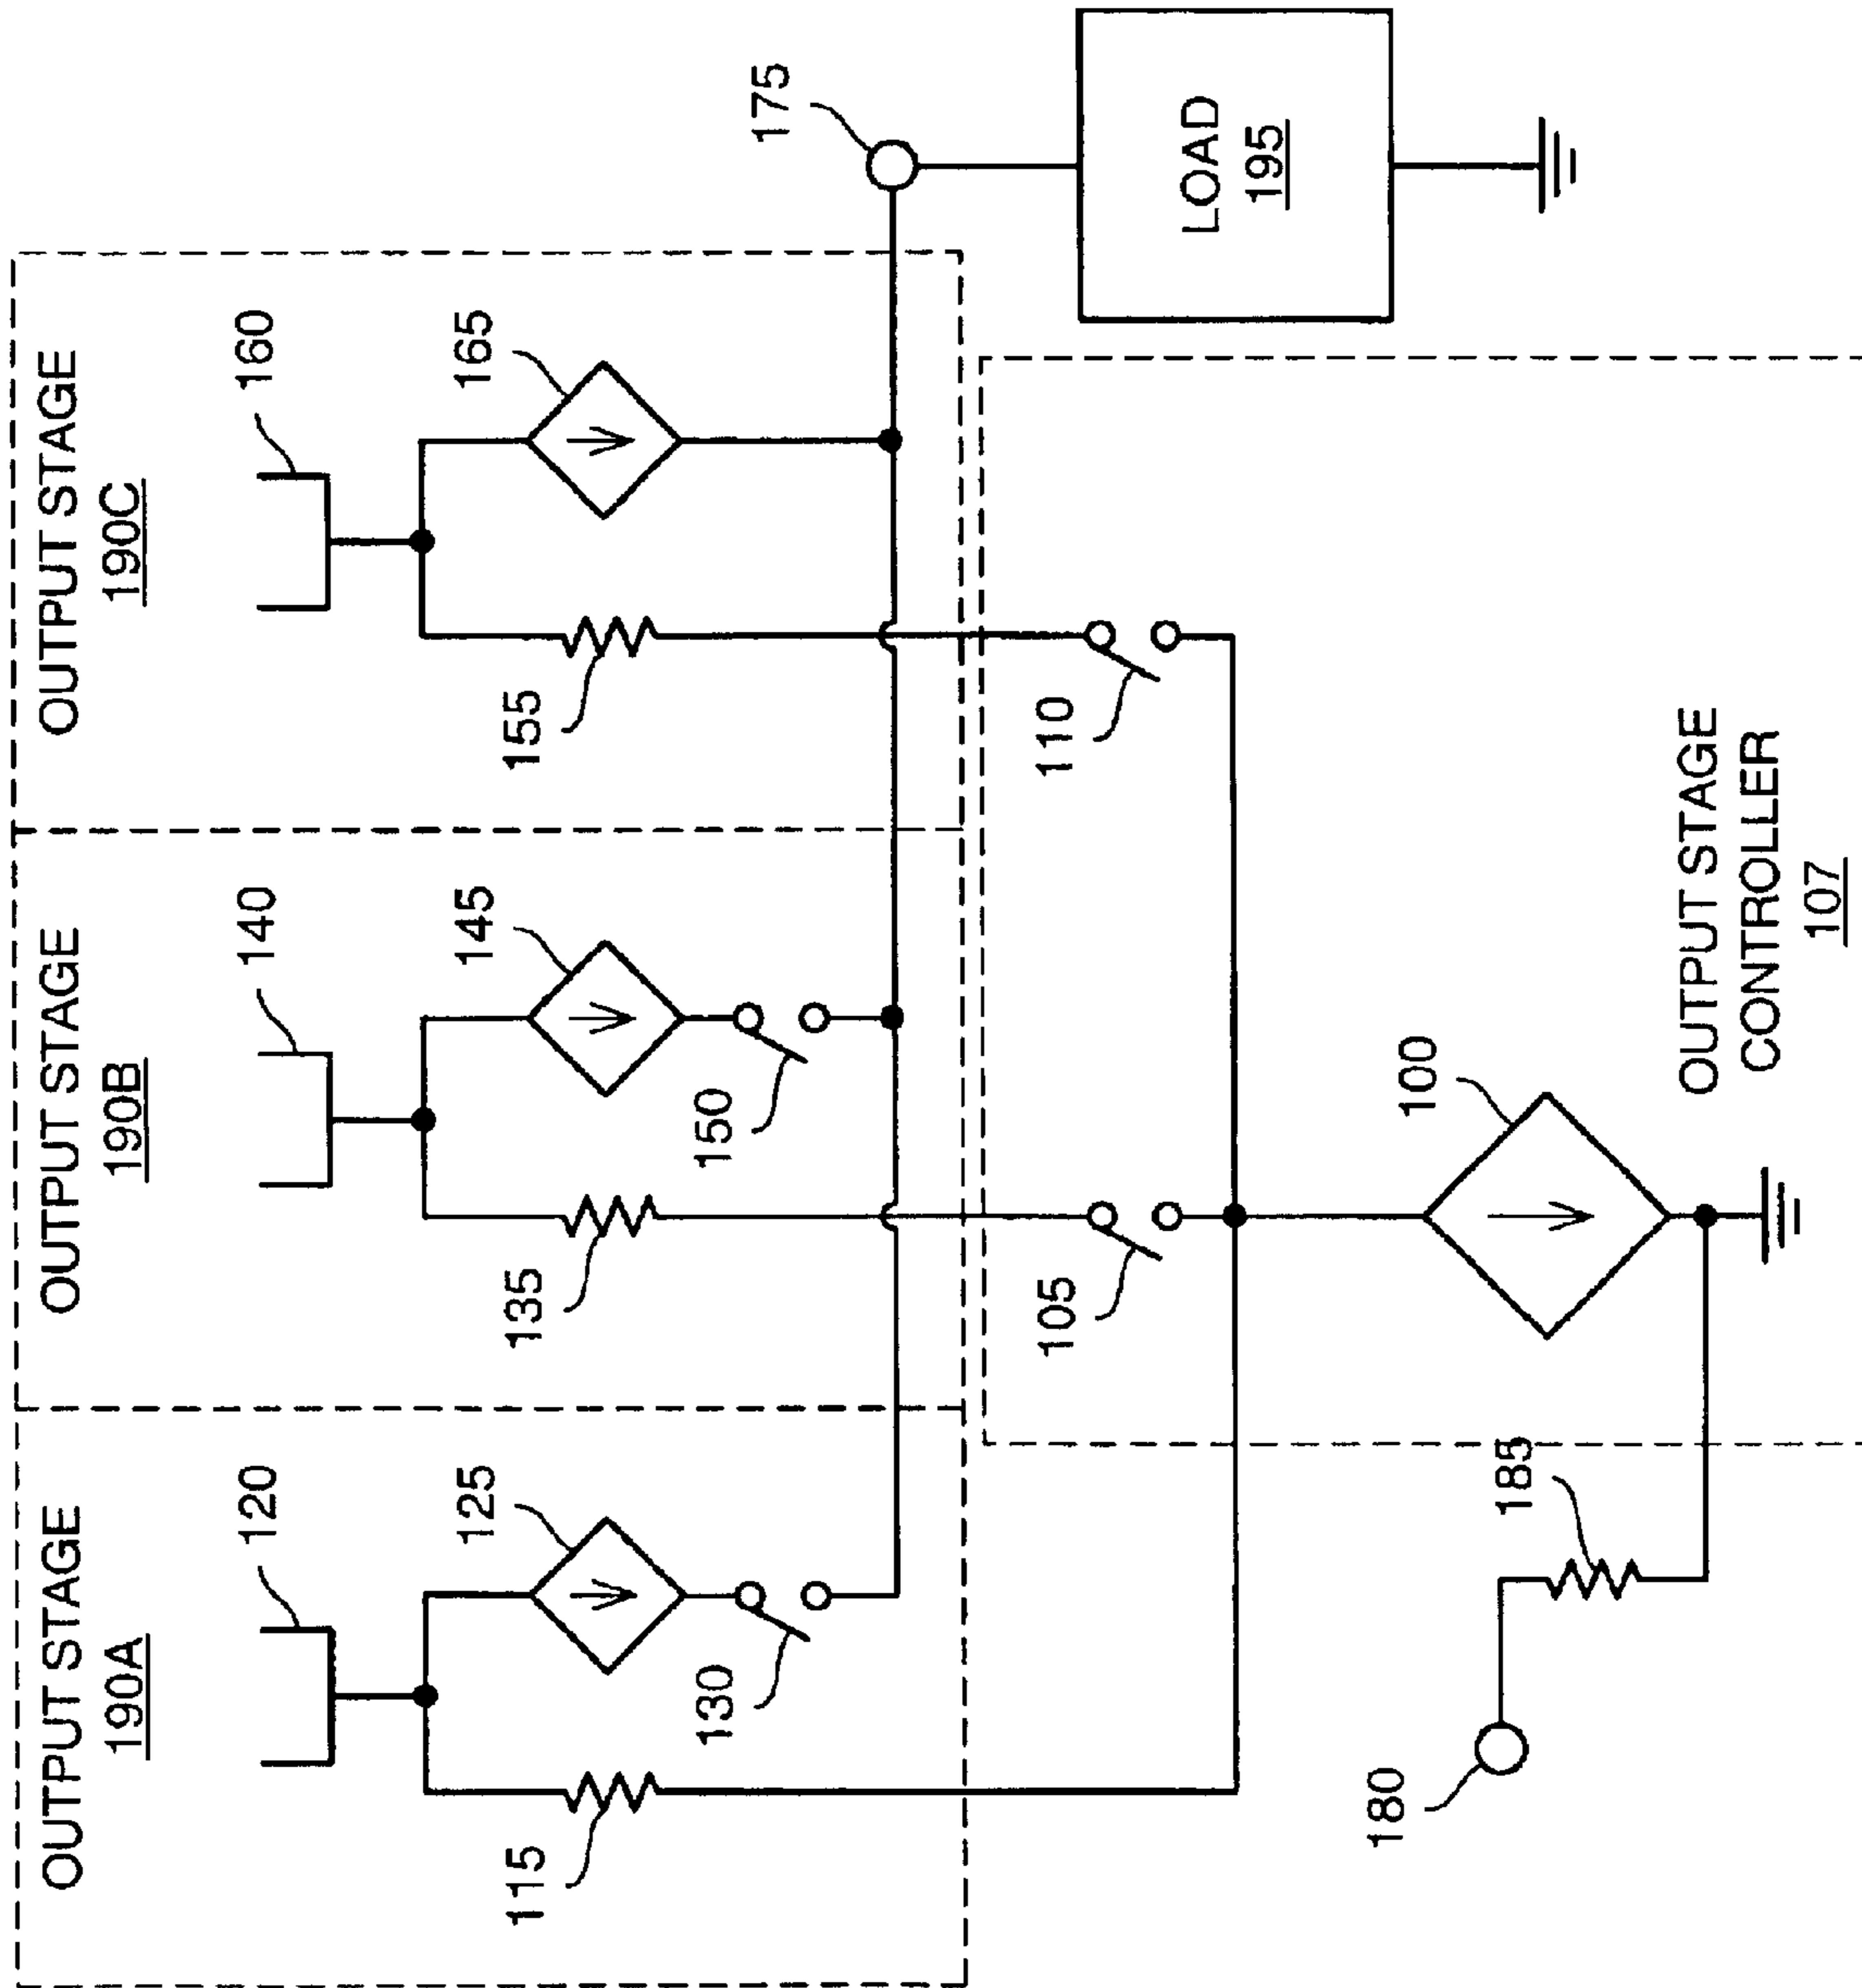 OUTPUT STAGE
190A
120
125
130
115
OUTPUT STAGE
190B
140
145
150
135
OUTPUT STAGE
190C
160
165
155
175
LOAD
195
105
110
100
180
185
OUTPUT STAGE
CONTROLLER
107